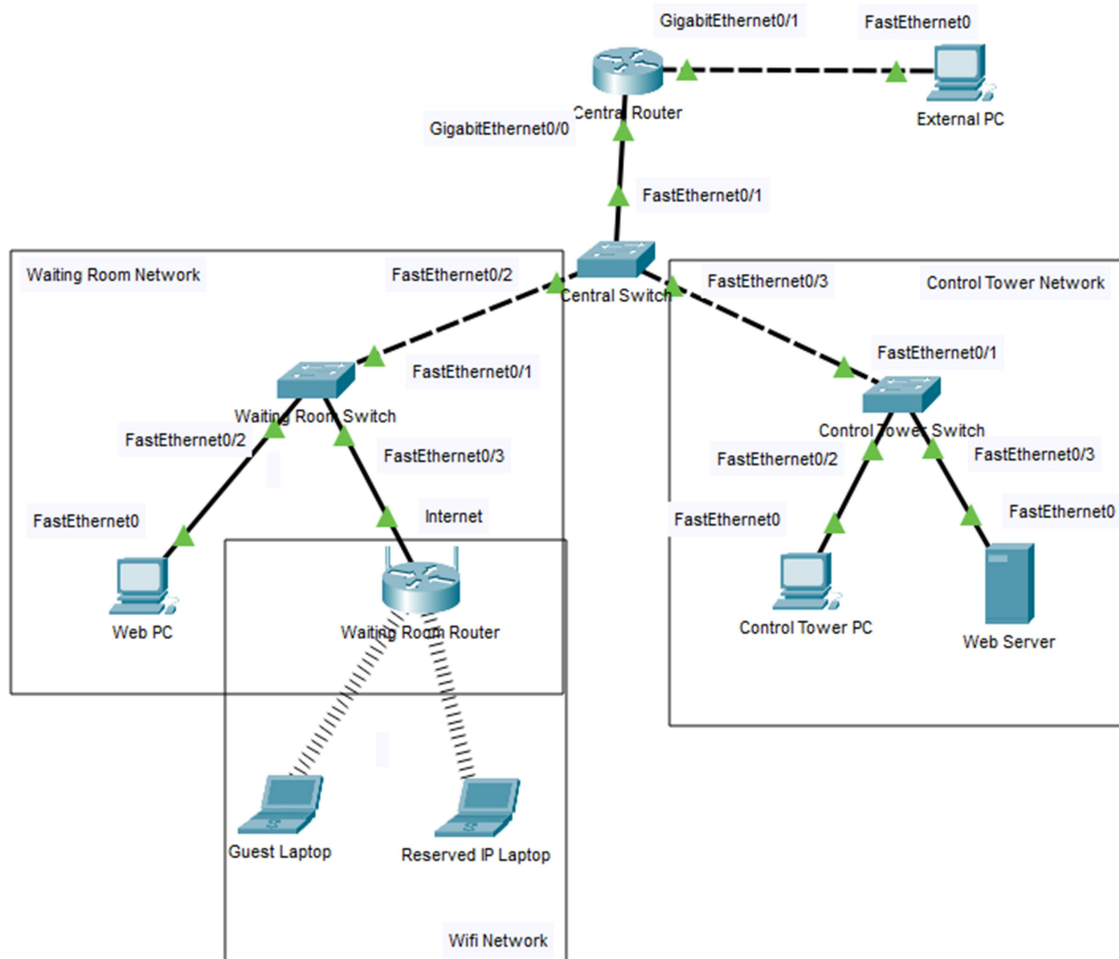 GigabitEthernet0/1
FastEthernet0
Central Router
External PC
GigabitEthernet0/0
FastEthernet0/1
Waiting Room Network
FastEthernet0/2
Central Switch
FastEthernet0/3
Control Tower Network
FastEthernet0/1
FastEthernet0/1
Waiting Room Switch
Control Tower Switch
FastEthernet0/2
FastEthernet0/3
FastEthernet0/2
FastEthernet0/3
FastEthernet0
Internet
FastEthernet0
FastEthernet0
Web PC
Waiting Room Router
Control Tower PC
Web Server
Guest Laptop
Reserved IP Laptop
Wifi Network